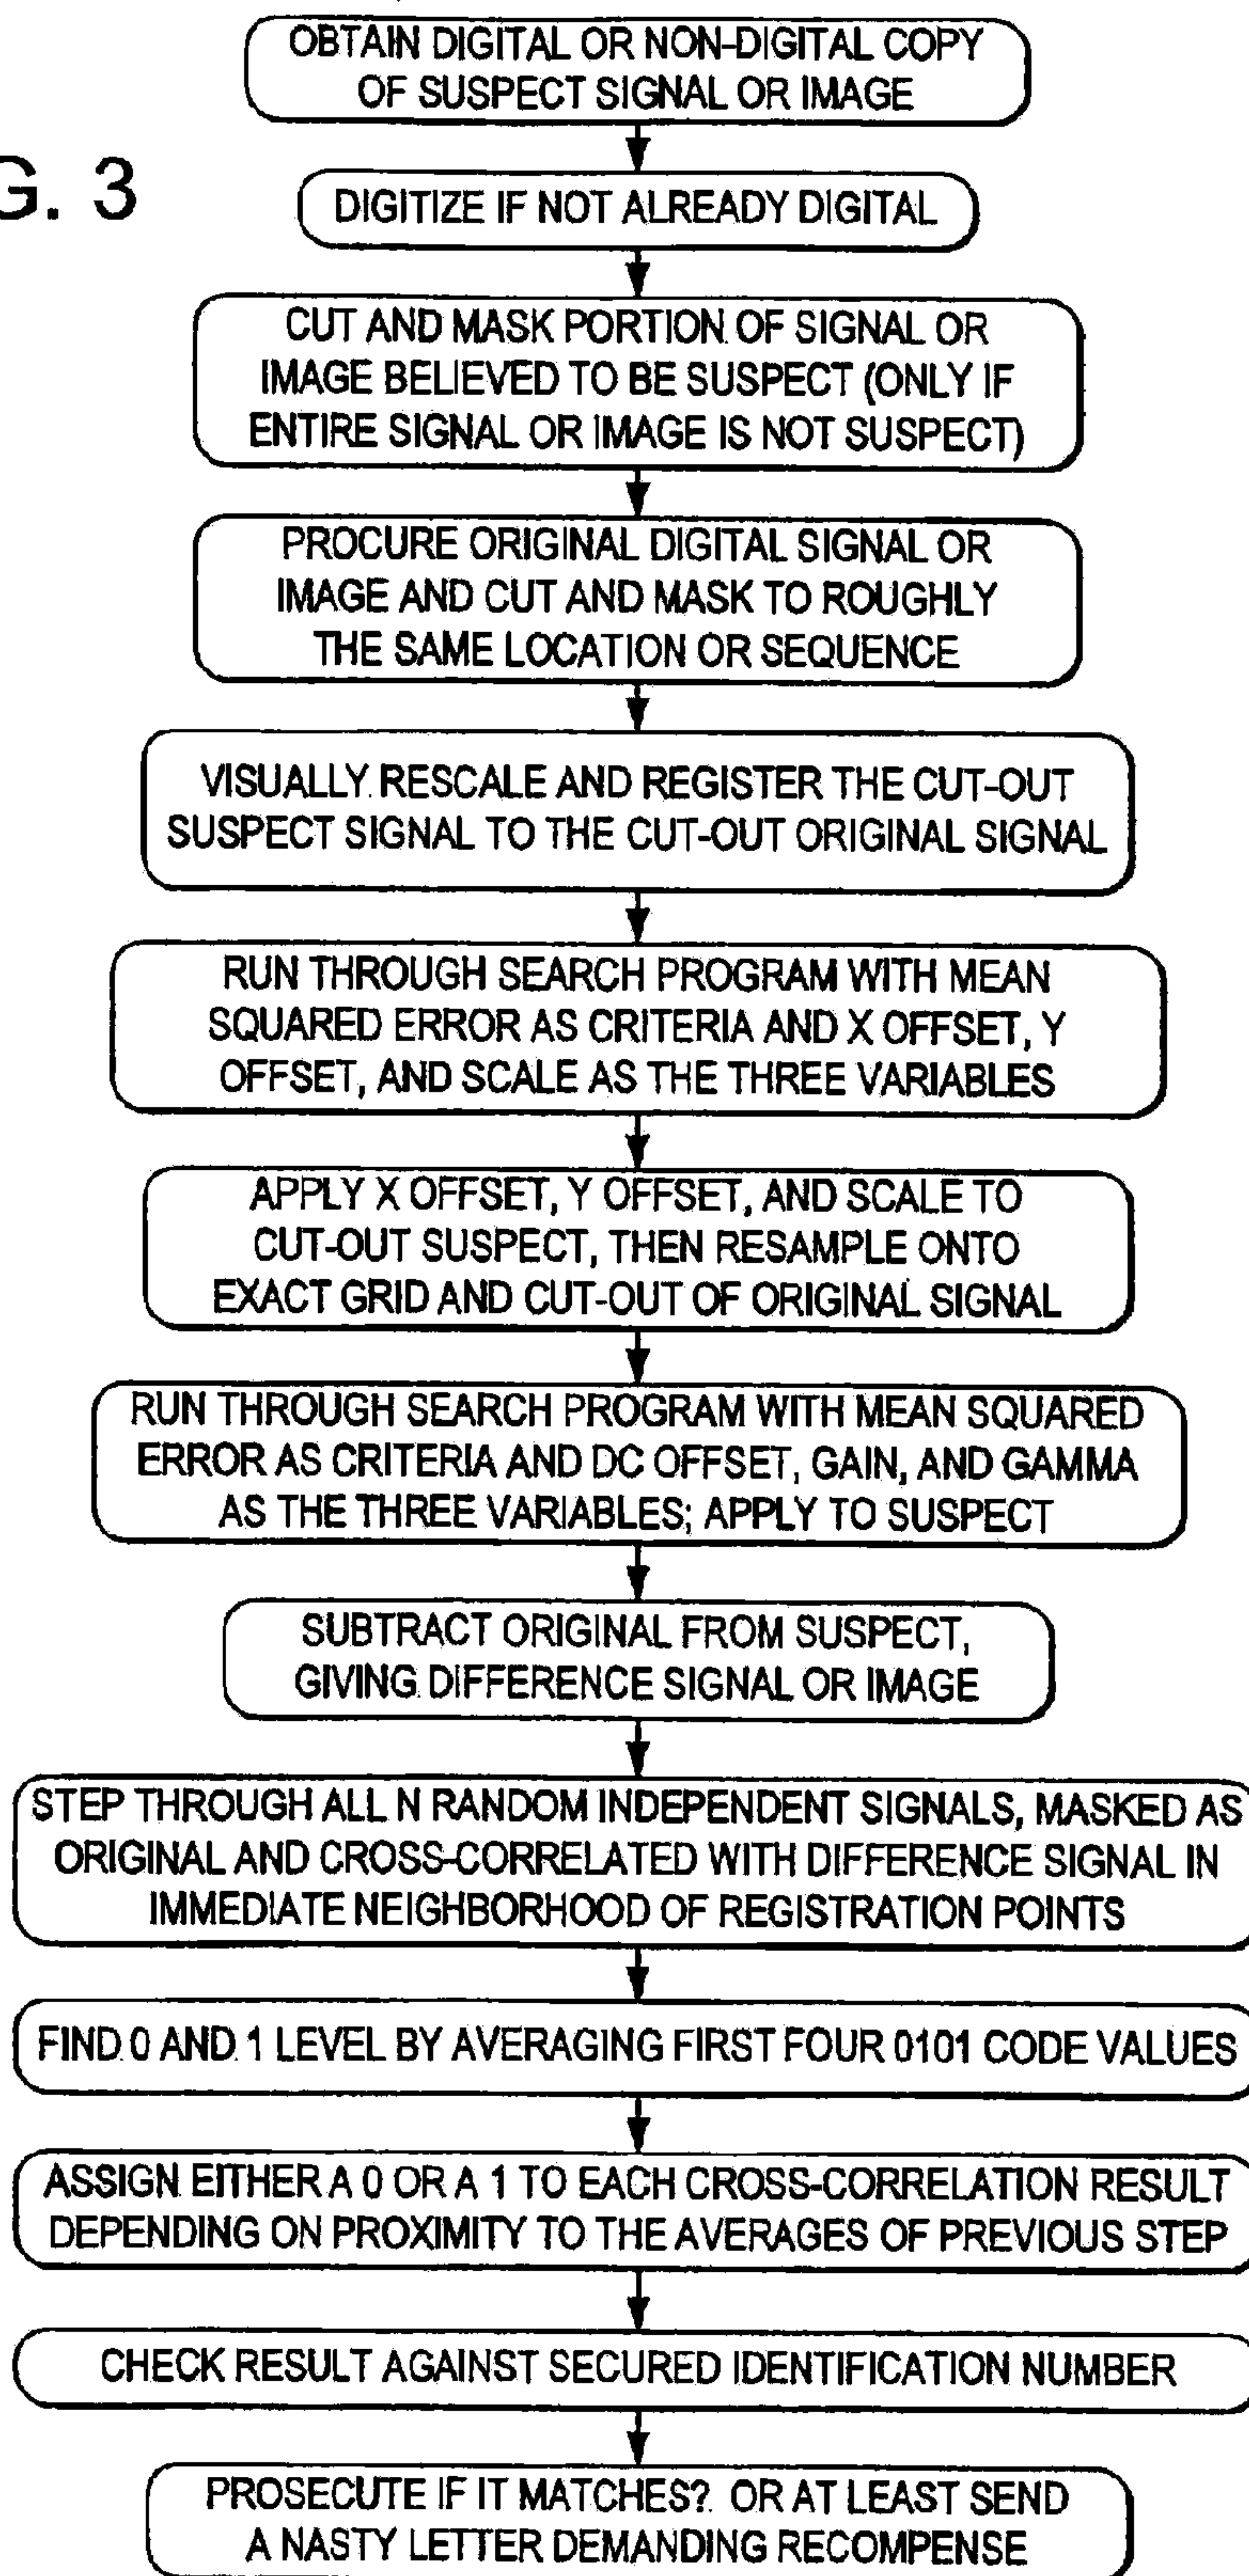 OBTAIN DIGITAL OR NON-DIGITAL COPY
OF SUSPECT SIGNAL OR IMAGE
G. 3
DIGITIZE IF NOT ALREADY DIGITAL
CUT AND MASK PORTION OF SIGNAL OR
IMAGE BELIEVED TO BE SUSPECT (ONLY IF
ENTIRE SIGNAL OR IMAGE IS NOT SUSPECT)
PROCURE ORIGINAL DIGITAL SIGNAL OR
IMAGE AND CUT AND MASK TO ROUGHLY
THE SAME LOCATION OR SEQUENCE
VISUALLY RESCALE AND REGISTER THE CUT-OUT
SUSPECT SIGNAL TO THE CUT-OUT ORIGINAL SIGNAL
RUN THROUGH SEARCH PROGRAM WITH MEAN
SQUARED ERROR AS CRITERIA AND X OFFSET, Y
OFFSET, AND SCALE AS THE THREE VARIABLES
APPLY X OFFSET, Y OFFSET, AND SCALE TO
CUT-OUT SUSPECT, THEN RESAMPLE ONTO
EXACT GRID AND CUT-OUT OF ORIGINAL SIGNAL
RUN THROUGH SEARCH PROGRAM WITH MEAN SQUARED
ERROR AS CRITERIA AND DC OFFSET, GAIN, AND GAMMA
AS THE THREE VARIABLES; APPLY TO SUSPECT
SUBTRACT ORIGINAL FROM SUSPECT,
GIVING DIFFERENCE SIGNAL OR IMAGE
STEP THROUGH ALL N RANDOM INDEPENDENT SIGNALS, MASKED AS
ORIGINAL AND CROSS-CORRELATED WITH DIFFERENCE SIGNAL IN
IMMEDIATE NEIGHBORHOOD OF REGISTRATION POINTS
FIND 0 AND 1 LEVEL BY AVERAGING FIRST FOUR 0101 CODE VALUES
ASSIGN EITHER A 0 OR A 1 TO EACH CROSS-CORRELATION RESULT
DEPENDING ON PROXIMITY TO THE AVERAGES OF PREVIOUS STEP
CHECK RESULT AGAINST SECURED IDENTIFICATION NUMBER
PROSECUTE IF IT MATCHES? OR AT LEAST SEND
A NASTY LETTER DEMANDING RECOMPENSE